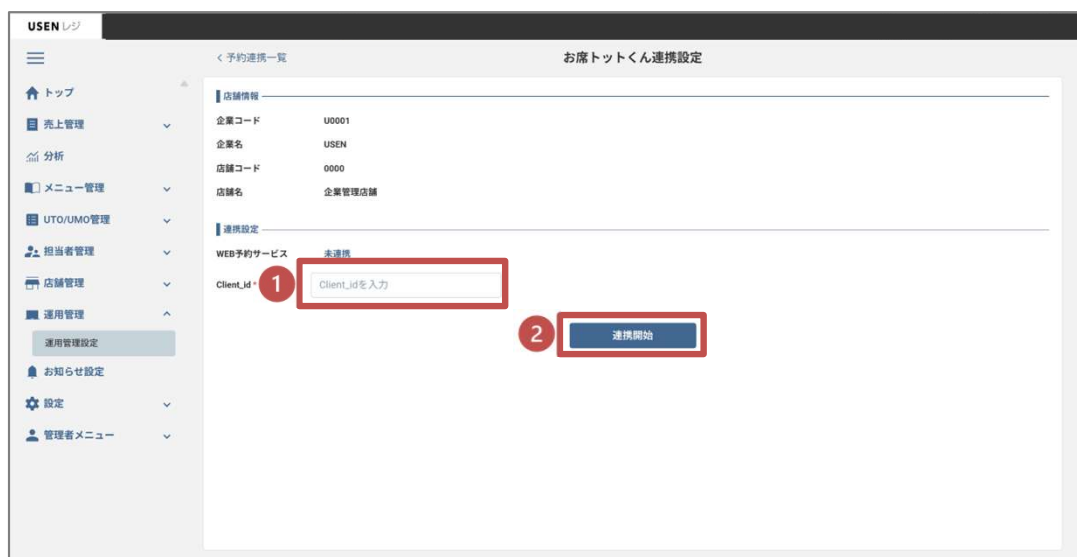 USEN レジ
< 予約連携一覧
お席トットくん連携設定
トップ
売上管理
分析
メニュー管理
UTO/UMO管理
担当者管理
店舗管理
運用管理
運用管理設定
お知らせ設定
設定
管理者メニュー
店舗情報
企業コード U0001
企業名 USEN
店舗コード 0000
店舗名 企業管理店舗
連携設定
WEB予約サービス 未連携
Client_id * 1 Client_idを入力
2 連携開始